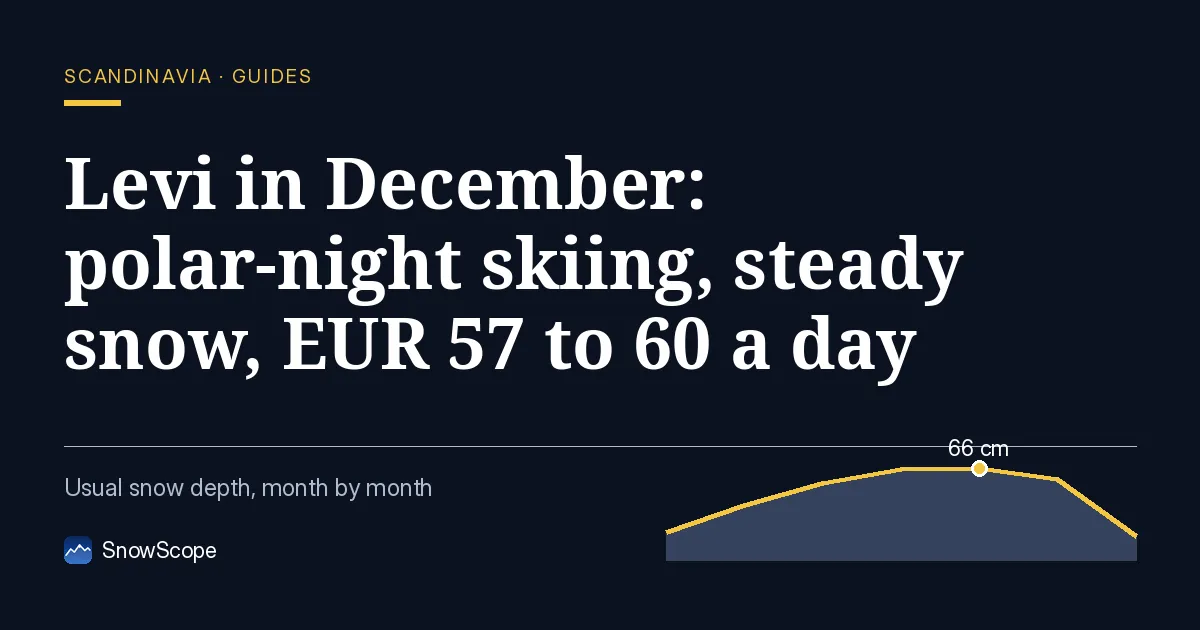 SCANDINAVIA · GUIDES
Levi in December:
polar-night skiing, steady
snow, EUR 57 to 60 a day
66 cm
Usual snow depth, month by month
SnowScope